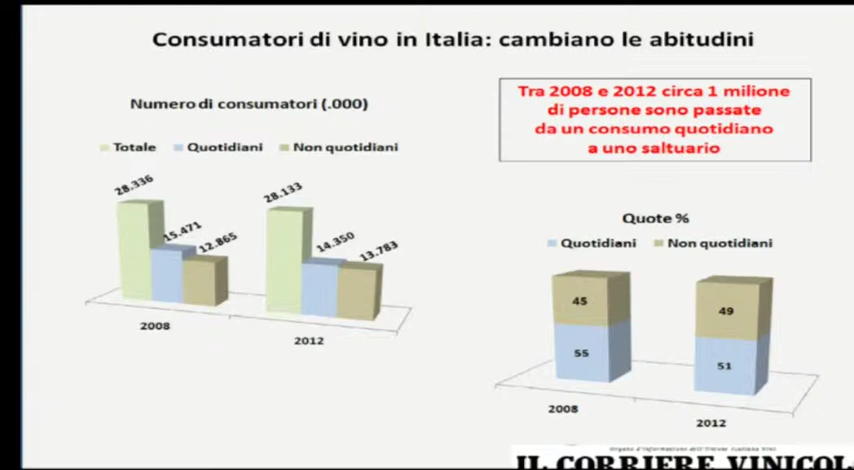 Consumatori di vino in Italia: cambiano le abitudini
Numero di consumatori (.000)
Totale Quotidiani Non quotidiani
28.336
15.471
12.865
28.133
14.350
13.783
2008
2012
Tra 2008 e 2012 circa 1 milione
di persone sono passate
da un consumo quotidiano
a uno saltuario
Quote %
Quotidiani Non quotidiani
45
55
49
51
2008
2012
IL CORRIERE